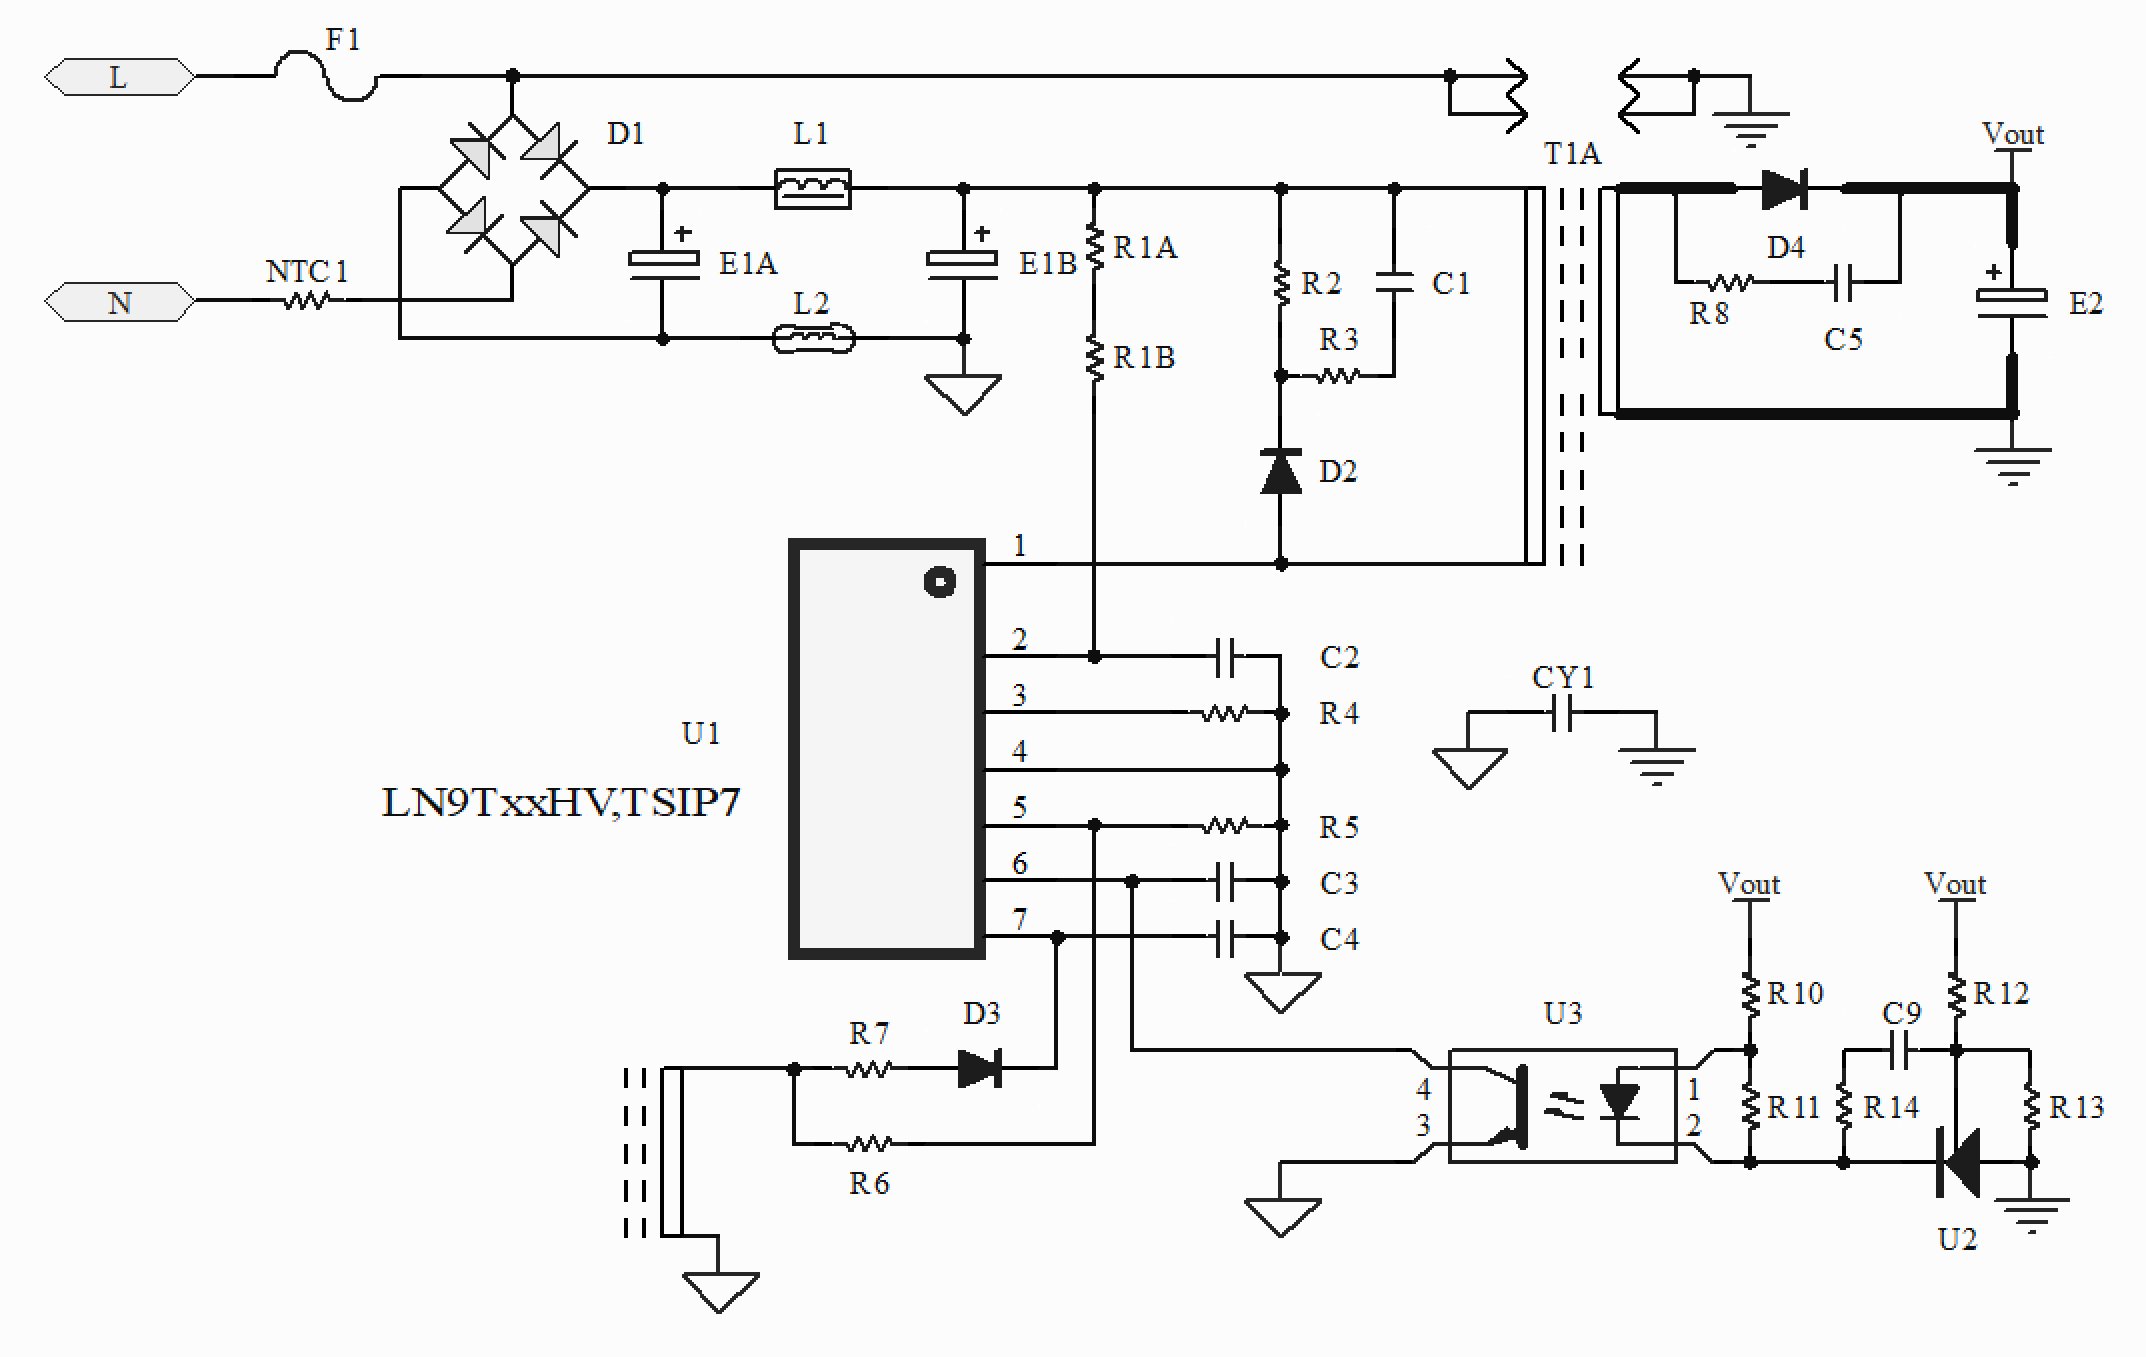 F1
L
D1
L1
T1A
Vout
+
+
E1A
E1B
R1A
R2
C1
D4
R8
C5
+
E2
NTC1
N
L2
R3
R1B
D2
1
2
C2
3
R4
U1
4
LN9TxxHV,TSIP7
5
R5
6
C3
7
C4
CY1
Vout
Vout
R10
R12
D3
R7
U3
C9
4
1
R11
R14
R13
3
2
R6
U2